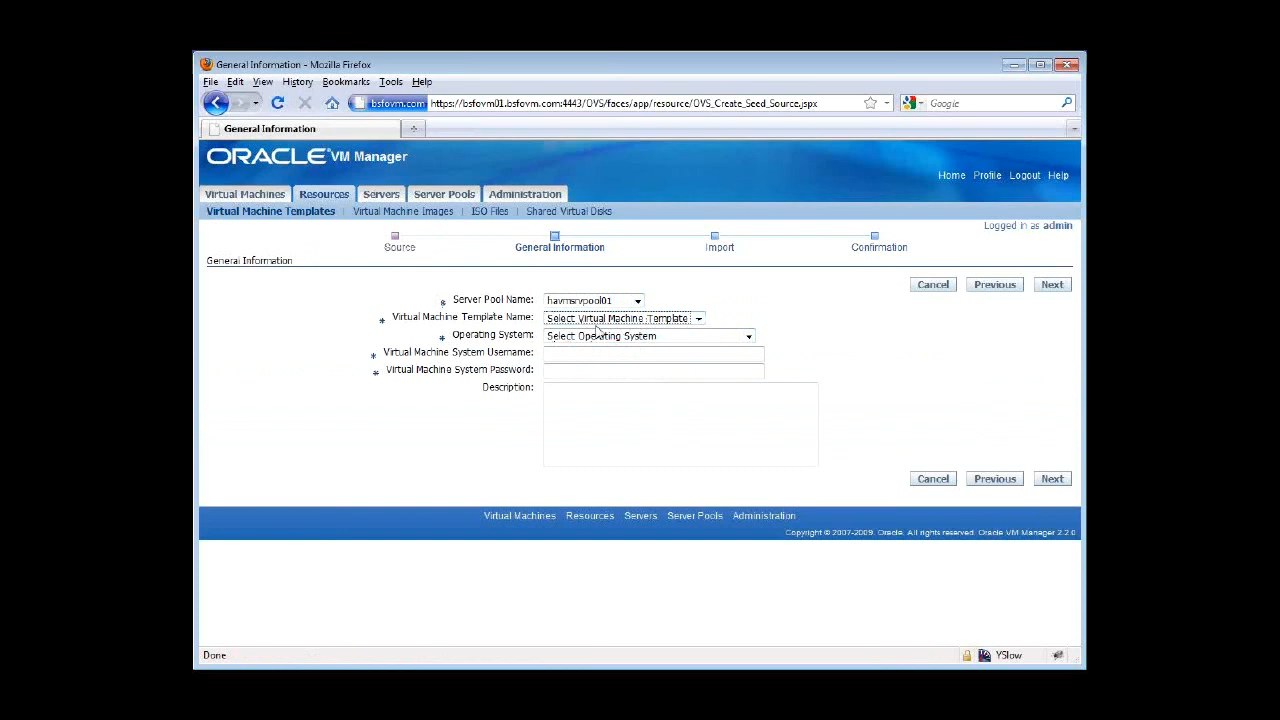 General Information - Mozilla Firefox
File Edit View History Bookmarks Tools Help
bsfovm.com https://bsfovm01.bsfovm.com:4443/OVS/faces/app/resource/OVS_Create_Seed_Source.jspx Google
General Information
ORACLE VM Manager
Home Profile Logout Help
Virtual Machines Resources Servers Server Pools Administration
Virtual Machine Templates | Virtual Machine Images | ISO Files | Shared Virtual Disks
Logged in as admin
Source General Information Import Confirmation
General Information
Cancel Previous Next
* Server Pool Name: havmsrvpool01
* Virtual Machine Template Name: Select Virtual Machine Template
* Operating System: Select Operating System
* Virtual Machine System Username:
* Virtual Machine System Password:
Description:
Cancel Previous Next
Virtual Machines Resources Servers Server Pools Administration
Copyright © 2007-2009, Oracle. All rights reserved. Oracle VM Manager 2.2.0
Done YSlow